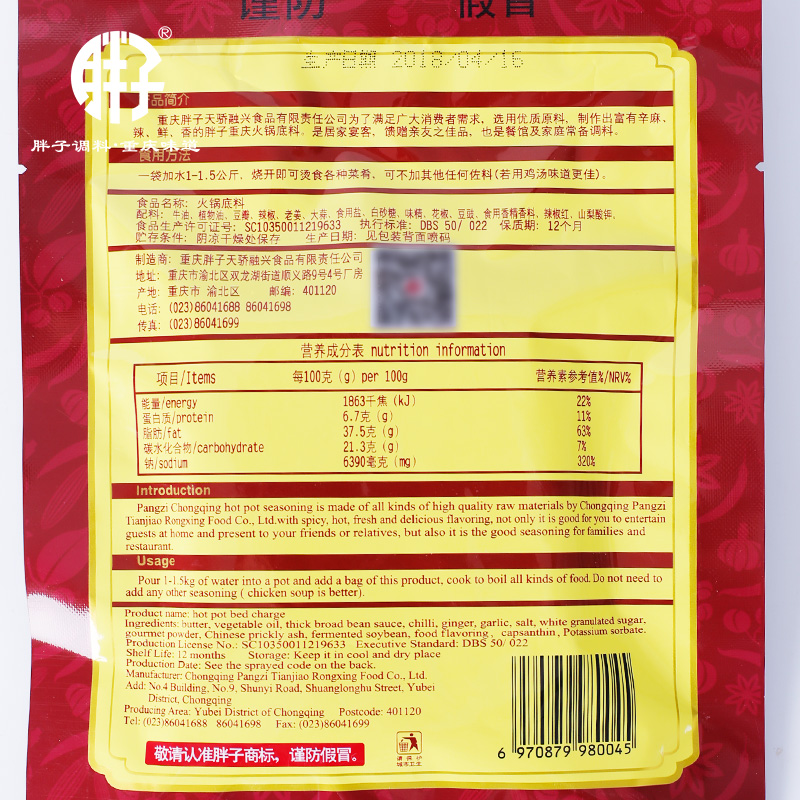 谨防 假冒
胖子®
生产日期 2018/04/16
产品简介
重庆胖子天骄融兴食品有限责任公司为了满足广大消费者需求，选用优质原料，制作出富有辛麻、
辣、鲜、香的胖子重庆火锅底料。是居家宴客，馈赠亲友之佳品，也是餐馆及家庭常备调料。
胖子调料·重庆味道
食用方法
一袋加水1-1.5公斤，烧开即可烫食各种菜肴，可不加其他任何佐料（若用鸡汤味道更佳）。
食品名称：火锅底料
配料：牛油、植物油、豆瓣、辣椒、老姜、大蒜、食用盐、白砂糖、味精、花椒、豆豉、食用香精香料、辣椒红、山梨酸钾。
食品生产许可证号：SC10350011219633 执行标准：DBS 50/ 022 保质期：12个月
贮存条件：阴凉干燥处保存 生产日期：见包装背面喷码
制造商：重庆胖子天骄融兴食品有限责任公司
地址：重庆市渝北区双龙湖街道顺义路9号4号厂房
产地：重庆市 渝北区 邮编：401120
电话：(023)86041688 86041698
传真：(023)86041699
营养成分表 nutrition information
项目/Items 每100克（g）per 100g 营养素参考值%/NRV%
能量/energy 1863千焦（kJ） 22%
蛋白质/protein 6.7克（g） 11%
脂肪/fat 37.5克（g） 63%
碳水化合物/carbohydrate 21.3克（g） 7%
钠/sodium 6390毫克（mg） 320%
Introduction
Pangzi Chongqing hot pot seasoning is made of all kinds of high quality raw materials by Chongqing Pangzi
Tianjiao Rongxing Food Co., Ltd.with spicy, hot, fresh and delicious flavoring, not only it is good for you to entertain
guests at home and present to your friends or relatives, but also it is the good seasoning for families and
restaurant.
Usage
Pour 1-1.5kg of water into a pot and add a bag of this product, cook to boil all kinds of food. Do not need to
add any other seasoning ( chicken soup is better).
Product name: hot pot bed charge
Ingredients: butter, vegetable oil, thick broad bean sauce, chilli, ginger, garlic, salt, white granulated sugar,
gourmet powder, Chinese prickly ash, fermented soybean, food flavoring, capsanthin, Potassium sorbate.
Production License No.: SC10350011219633 Executive Standard: DBS 50/ 022
Shelf Life: 12 months Storage: Keep it in cool and dry place
Production Date: See the sprayed code on the back.
Manufacturer: Chongqing Pangzi Tianjiao Rongxing Food Co., Ltd.
Add: No.4 Building, No.9, Shunyi Road, Shuanglonghu Street, Yubei
District, Chongqing
Producing Area: Yubei District of Chongqing Postcode: 401120
Tel: (023)86041688 86041698 Fax: (023)86041699
敬请认准胖子商标，谨防假冒。
6 970879 980045